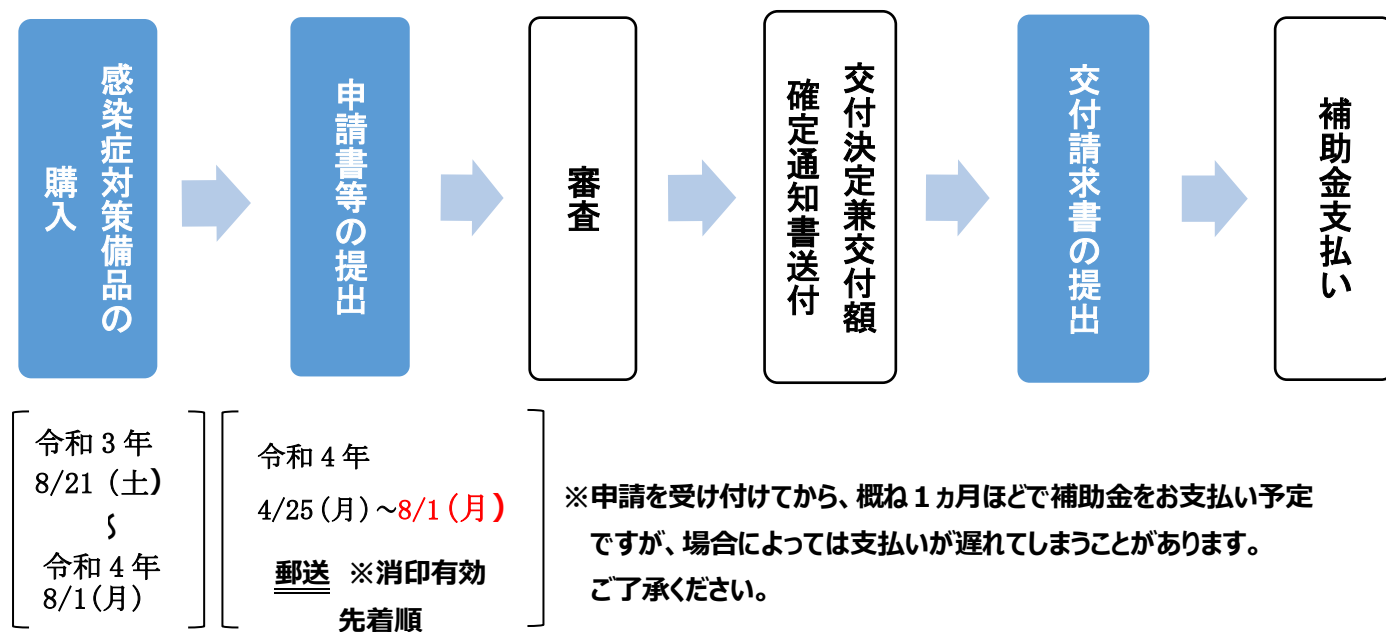 感染症対策備品の
購入
申請書等の提出
審査
交付決定兼交付額
確定通知書送付
交付請求書の提出
補助金支払い
令和３年
8/21（土）
～
令和４年
8/1(月)
令和４年
4/25(月)～8/1(月)
郵送 ※消印有効
先着順
※申請を受け付けてから、概ね１ヵ月ほどで補助金をお支払い予定
ですが、場合によっては支払いが遅れてしまうことがあります。
ご了承ください。